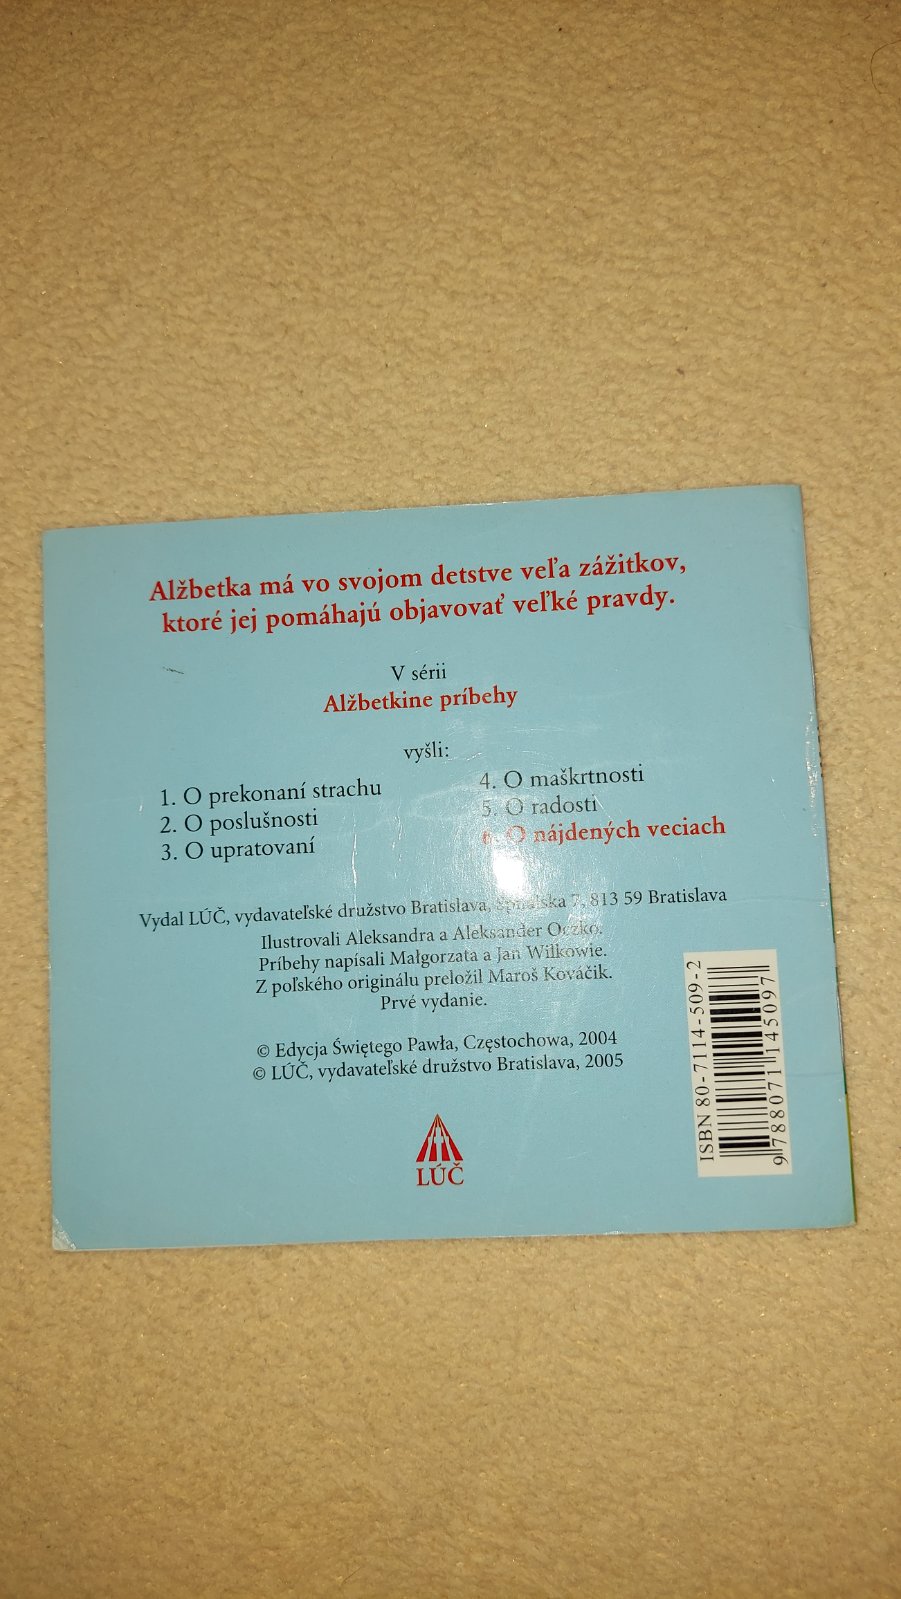 Alžbetka má vo svojom detstve veľa zážitkov,
ktoré jej pomáhajú objavovať veľké pravdy.
V sérii
Alžbetkine príbehy
vyšli:
1. O prekonaní strachu
2. O poslušnosti
3. O upratovaní
4. O maškrtnosti
5. O radosti
6. O nájdených veciach
Vydal LÚČ, vydavateľské družstvo Bratislava, Špitálska 7, 813 59 Bratislava
Ilustrovali Aleksandra a Aleksander Oczko.
Príbehy napísali Małgorzata a Jan Wilkowie.
Z poľského originálu preložil Maroš Kováčik.
Prvé vydanie.
© Edycja Świętego Pawła, Częstochowa, 2004
© LÚČ, vydavateľské družstvo Bratislava, 2005
LÚČ
ISBN 80-7114-509-2
9788071145097